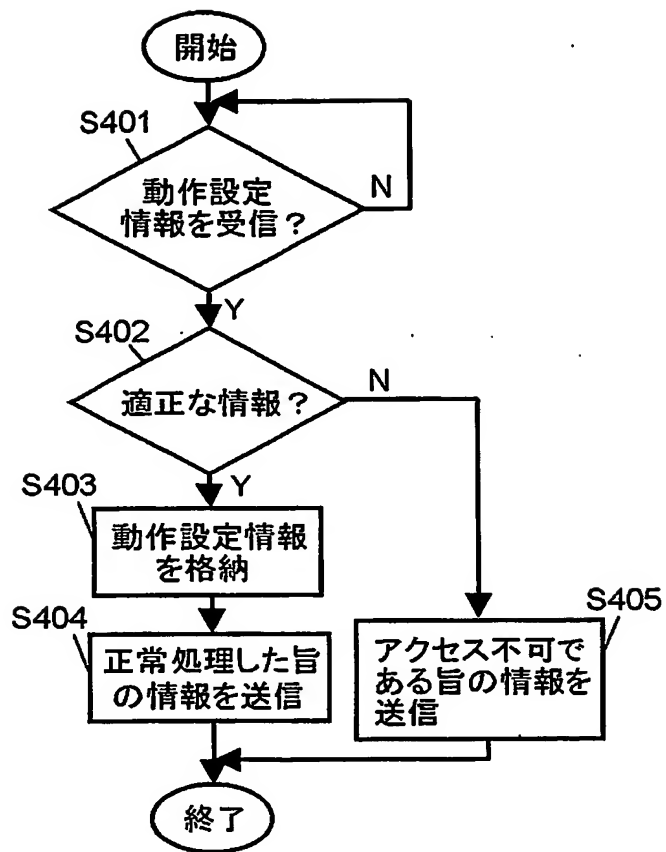 開始
S401
動作設定
情報を受信？
N
Y
S402
適正な情報？
N
Y
S403
動作設定情報
を格納
S404
正常処理した旨
の情報を送信
S405
アクセス不可で
ある旨の情報を
送信
終了